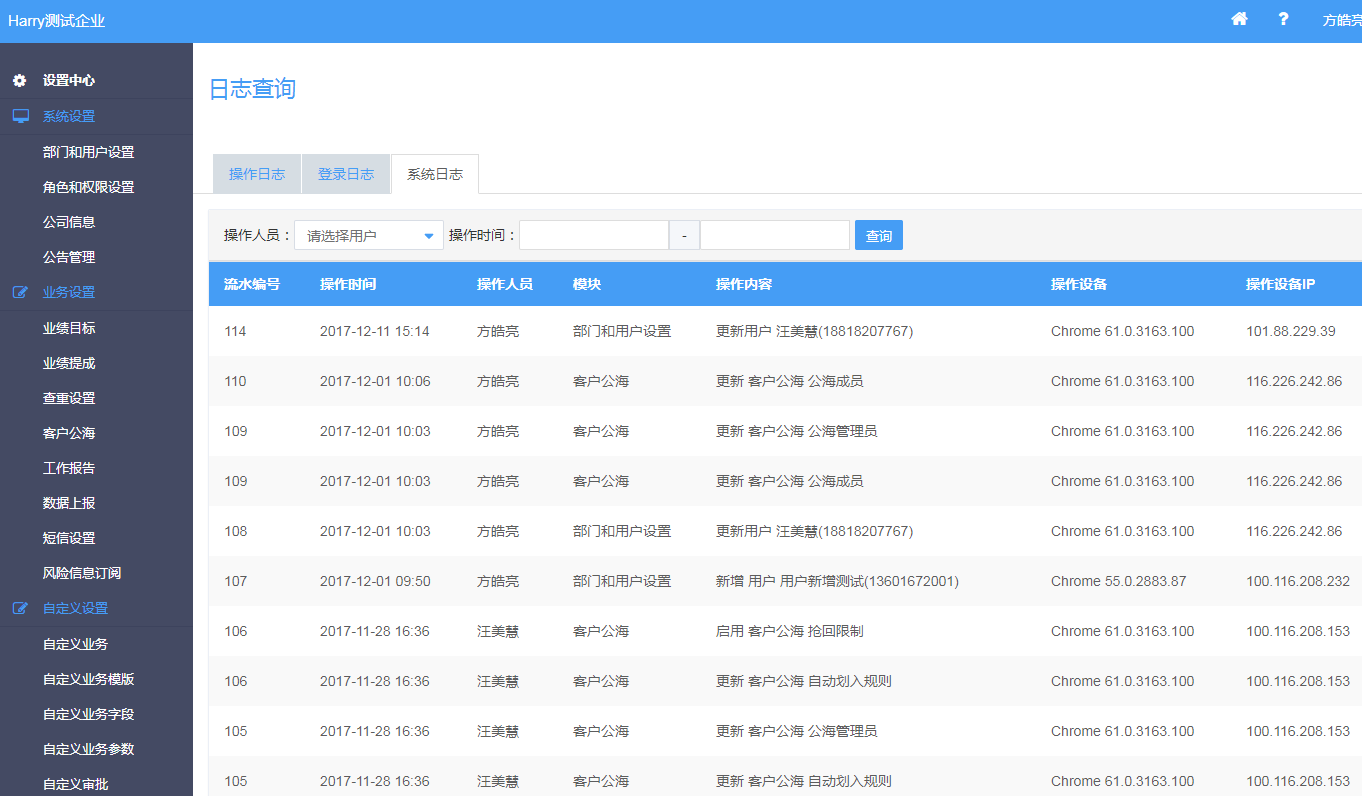 Harry测试企业
方皓亮
设置中心
系统设置
部门和用户设置
角色和权限设置
公司信息
公告管理
业务设置
业绩目标
业绩提成
查重设置
客户公海
工作报告
数据上报
短信设置
风险信息订阅
自定义设置
自定义业务
自定义业务模版
自定义业务字段
自定义业务参数
自定义审批
日志查询
操作日志 登录日志 系统日志
操作人员： 请选择用户 操作时间： - 查询
流水编号 操作时间 操作人员 模块 操作内容 操作设备 操作设备IP
114 2017-12-11 15:14 方皓亮 部门和用户设置 更新用户 汪美慧(18818207767) Chrome 61.0.3163.100 101.88.229.39
110 2017-12-01 10:06 方皓亮 客户公海 更新 客户公海 公海成员 Chrome 61.0.3163.100 116.226.242.86
109 2017-12-01 10:03 方皓亮 客户公海 更新 客户公海 公海管理员 Chrome 61.0.3163.100 116.226.242.86
109 2017-12-01 10:03 方皓亮 客户公海 更新 客户公海 公海成员 Chrome 61.0.3163.100 116.226.242.86
108 2017-12-01 10:03 方皓亮 部门和用户设置 更新用户 汪美慧(18818207767) Chrome 61.0.3163.100 116.226.242.86
107 2017-12-01 09:50 方皓亮 部门和用户设置 新增 用户 用户新增测试(13601672001) Chrome 55.0.2883.87 100.116.208.232
106 2017-11-28 16:36 汪美慧 客户公海 启用 客户公海 抢回限制 Chrome 61.0.3163.100 100.116.208.153
106 2017-11-28 16:36 汪美慧 客户公海 更新 客户公海 自动划入规则 Chrome 61.0.3163.100 100.116.208.153
105 2017-11-28 16:36 汪美慧 客户公海 更新 客户公海 公海管理员 Chrome 61.0.3163.100 100.116.208.153
105 2017-11-28 16:36 汪美慧 客户公海 更新 客户公海 自动划入规则 Chrome 61.0.3163.100 100.116.208.153